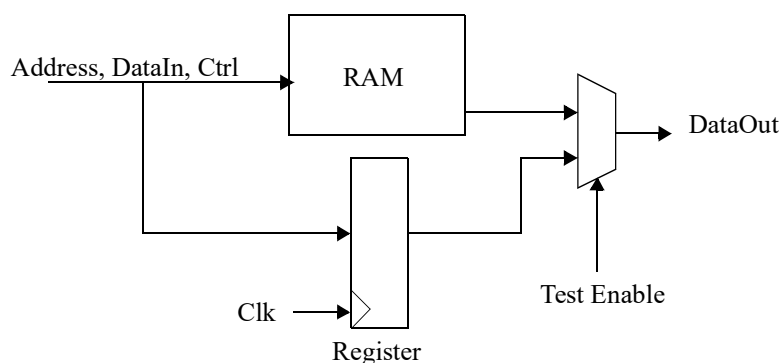 Address, DataIn, Ctrl
RAM
DataOut
Test Enable
Clk
Register